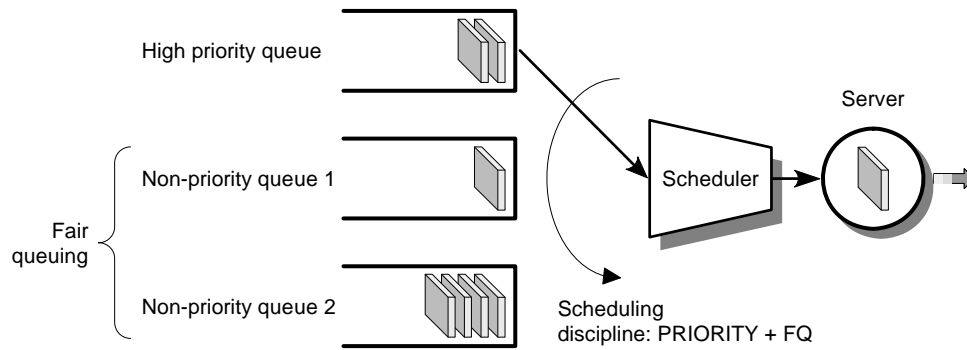 High priority queue
Server
Non-priority queue 1
Scheduler
Fair
queuing
Non-priority queue 2
Scheduling
discipline: PRIORITY + FQ